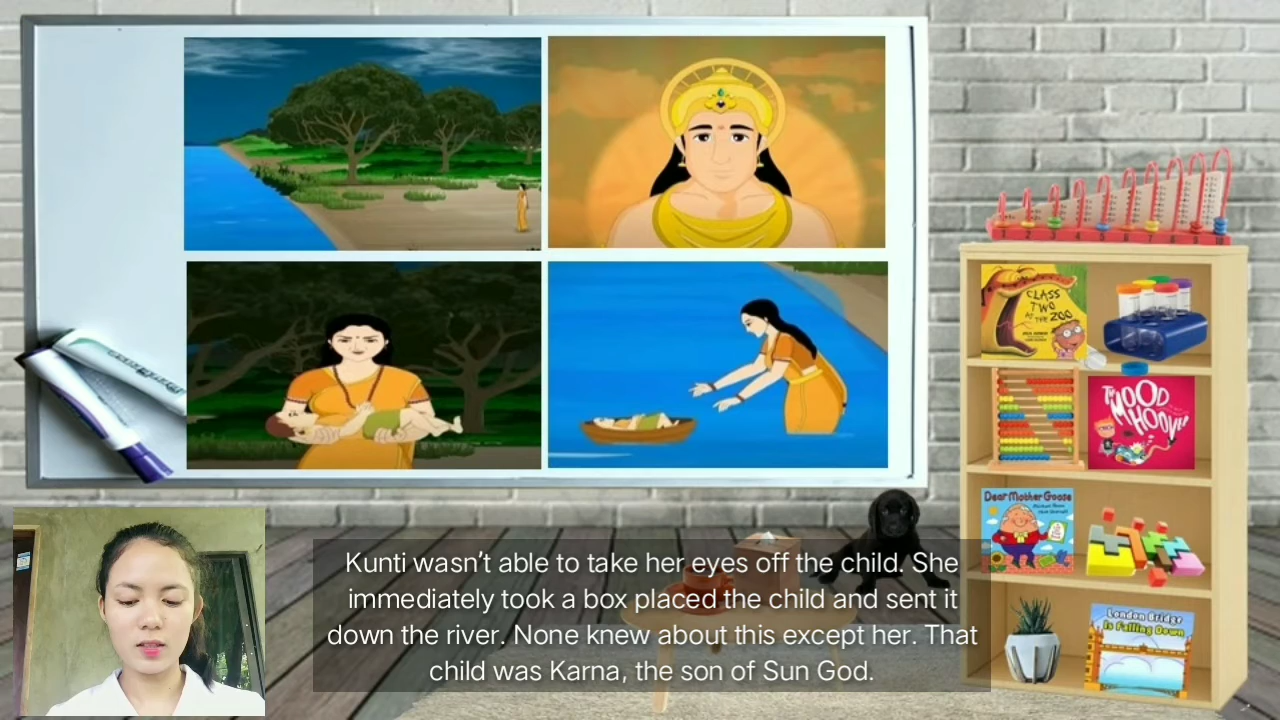 CLASS
TWO
AT THE ZOO
The
MOOD
HOOVER
Dear Mother Goose
London Bridge
Is Falling Down
Kunti wasn't able to take her eyes off the child. She
immediately took a box placed the child and sent it
down the river. None knew about this except her. That
child was Karna, the son of Sun God.